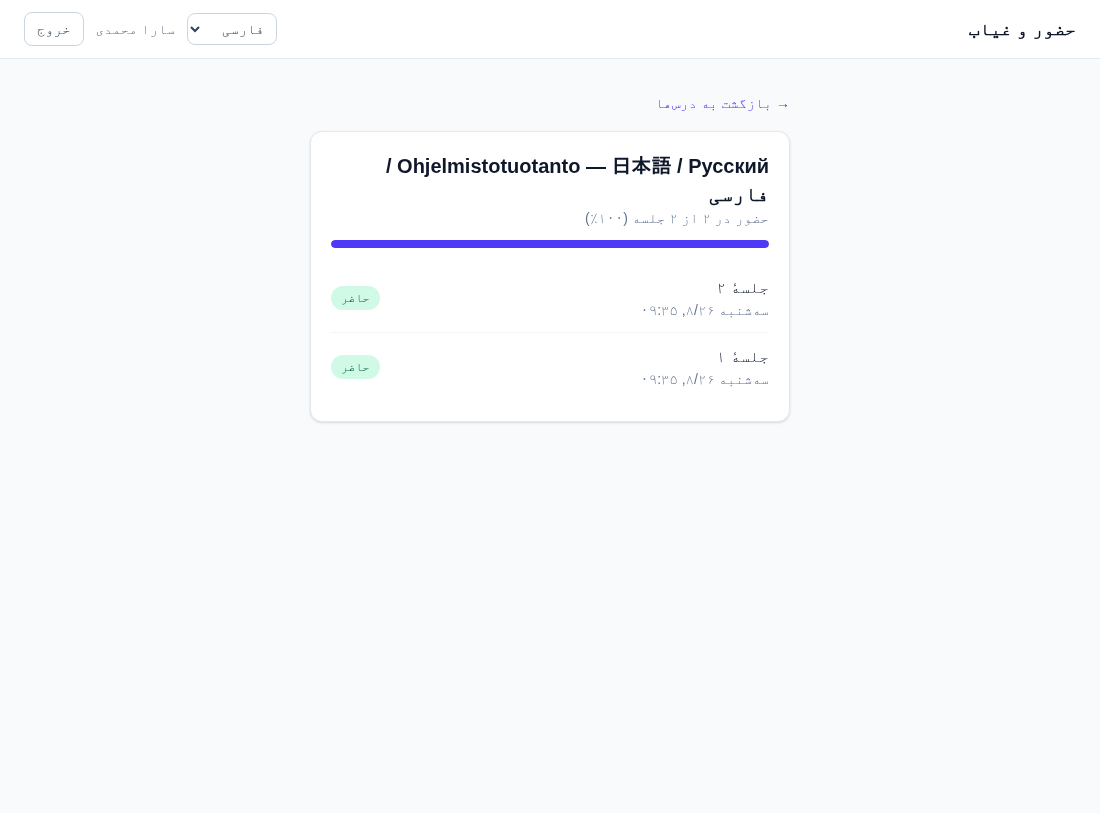 حضور و غیاب
فارسی
سارا محمدی
خروج
→ بازگشت به درس‌ها
Ohjelmistotuotanto — 日本語 / Русский /
فارسی
حضور در ۲ از ۲ جلسه (٪۱۰۰)
جلسهٔ ۲
سه‌شنبه ۸/۲۶, ۰۹:۳۵
حاضر
جلسهٔ ۱
سه‌شنبه ۸/۲۶, ۰۹:۳۵
حاضر